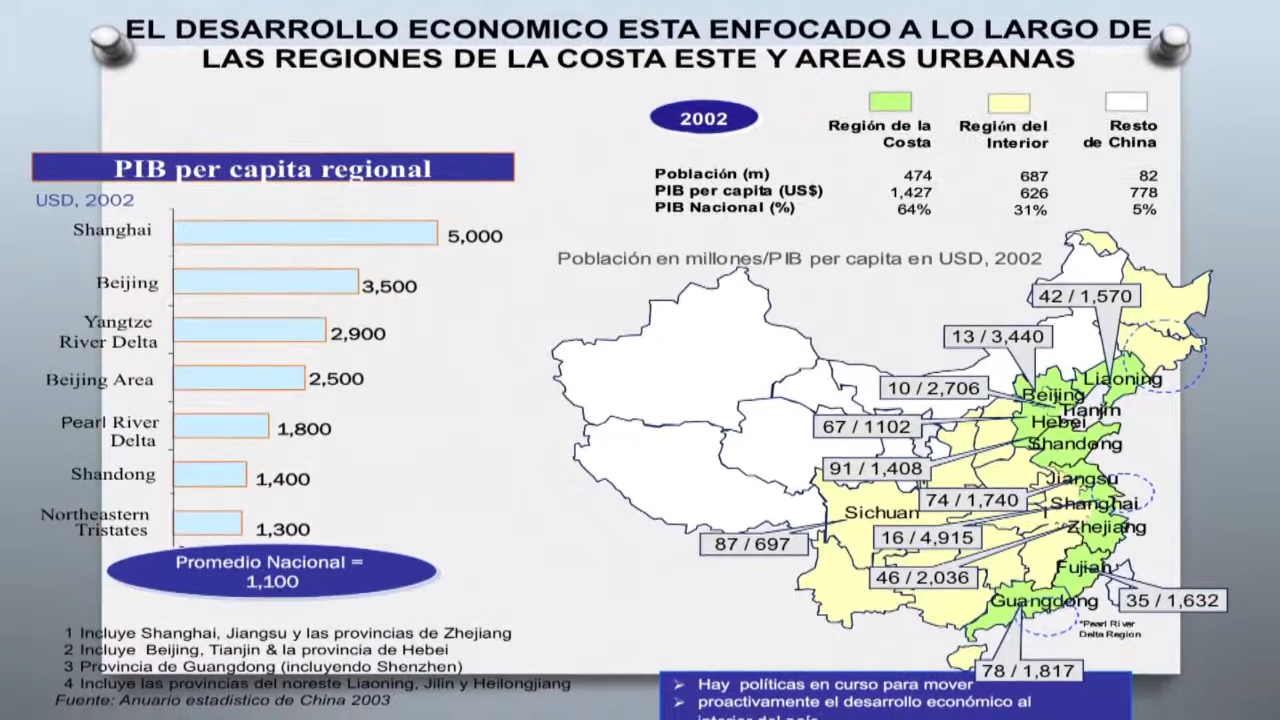 EL DESARROLLO ECONOMICO ESTA ENFOCADO A LO LARGO DE
LAS REGIONES DE LA COSTA ESTE Y AREAS URBANAS
PIB per capita regional
USD, 2002
Shanghai 5,000
Beijing 3,500
Yangtze
River Delta 2,900
Beijing Area 2,500
Pearl River
Delta 1,800
Shandong 1,400
Northeastern
Tristates 1,300
Promedio Nacional =
1,100
1 Incluye Shanghai, Jiangsu y las provincias de Zhejiang
2 Incluye Beijing, Tianjin & la provincia de Hebei
3 Provincia de Guangdong (incluyendo Shenzhen)
4 Incluye las provincias del noreste Liaoning, Jilin y Heilongjiang
Fuente: Anuario estadistico de China 2003
2002
Región de la
Costa
Región del
Interior
Resto
de China
Población (m) 474 687 82
PIB per capita (US$) 1,427 626 778
PIB Nacional (%) 64% 31% 5%
Población en millones/PIB per capita en USD, 2002
42 / 1,570
13 / 3,440
Liaoning
10 / 2,706
Beijing
Tianjin
67 / 1102
Hebei
Shandong
91 / 1,408
Jiangsu
74 / 1,740
Shanghai
Sichuan
Zhejiang
87 / 697
16 / 4,915
Fujian
46 / 2,036
Guangdong
35 / 1,632
*Pearl River
Delta Region
78 / 1,817
Hay políticas en curso para mover
proactivamente el desarrollo económico al
interior del país